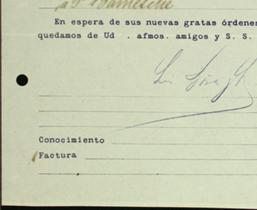 En espera de sus nuevas gratas órdenes
quedamos de Ud . afmos. amigos y S. S.
Conocimiento
Factura